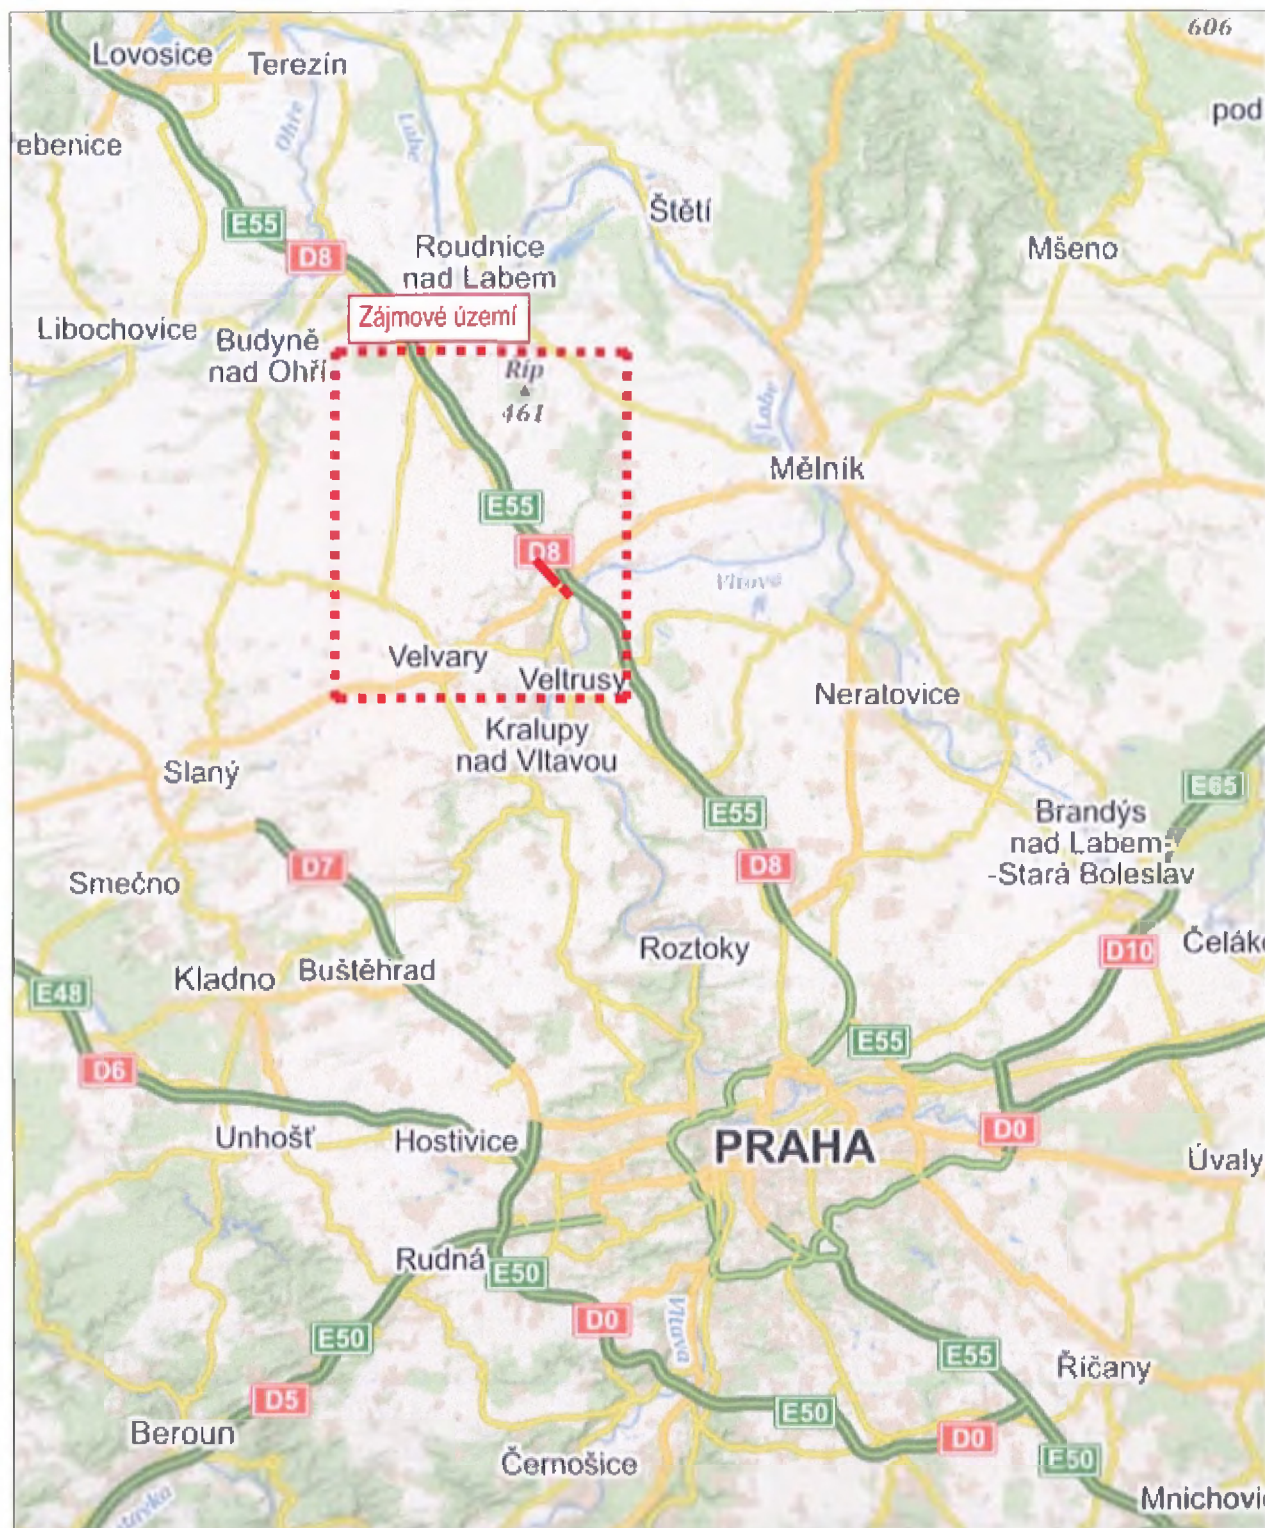 606
Lovosice
Terezín
pod
Ohře
Labe
ebenice
Štětí
E55
Mšeno
D8
Roudnice
nad Labem
Zájmové území
Libochovice
Budyně
nad Ohří
Říp
461
Labe
Mělník
E55
D8
Vltava
Velvary
Veltrusy
Neratovice
Kralupy
nad Vltavou
Slaný
E65
E55
Brandýs
nad Labem-
-Stará Boleslav
D7
D8
Smečno
Roztoky
D10
Čeláko
Kladno
Buštěhrad
E48
E55
D6
Unhošť
Hostivice
PRAHA
D0
Úvaly
Rudná
E50
D0
Vltava
E50
E55
Říčany
D5
E50
Beroun
D0
Černošice
E50
Mnichovic